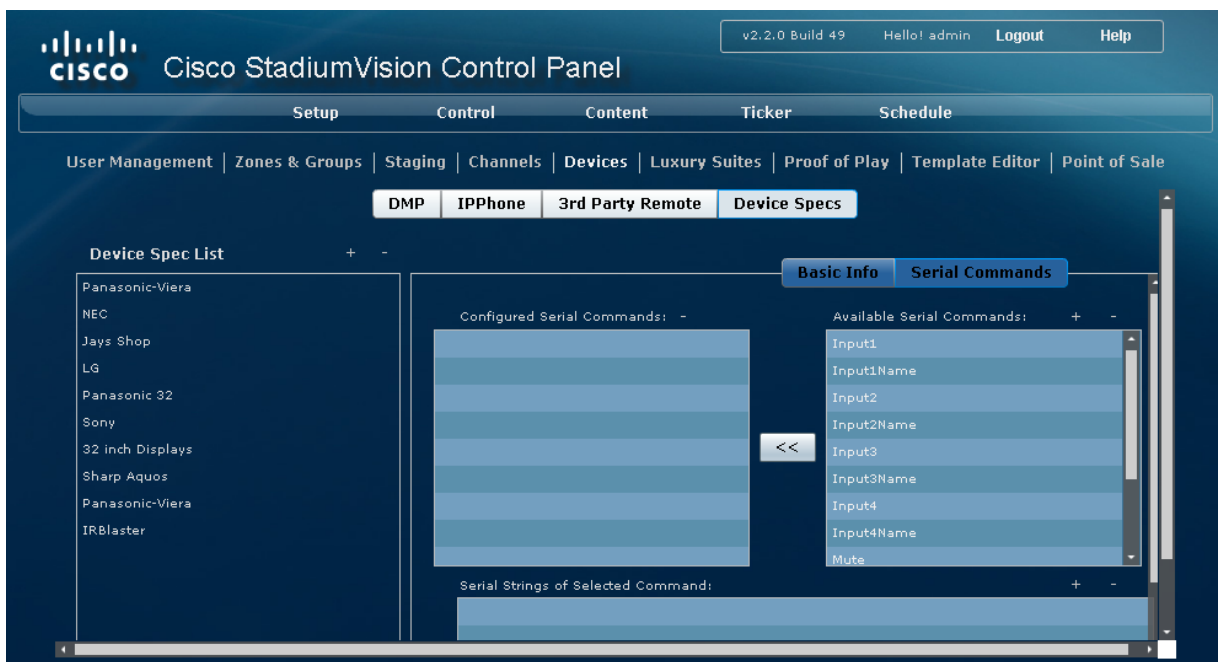 v2.2.0 Build 49 Hello! admin Logout Help
CISCO Cisco StadiumVision Control Panel
Setup Control Content Ticker Schedule
User Management | Zones & Groups | Staging | Channels | Devices | Luxury Suites | Proof of Play | Template Editor | Point of Sale
DMP IPPhone 3rd Party Remote Device Specs
Device Spec List + -
Panasonic-Viera
NEC
Jays Shop
LG
Panasonic 32
Sony
32 inch Displays
Sharp Aquos
Panasonic-Viera
IRBlaster
Basic Info Serial Commands
Configured Serial Commands: -
<<
Available Serial Commands: + -
Input1
Input1Name
Input2
Input2Name
Input3
Input3Name
Input4
Input4Name
Mute
Serial Strings of Selected Command: + -